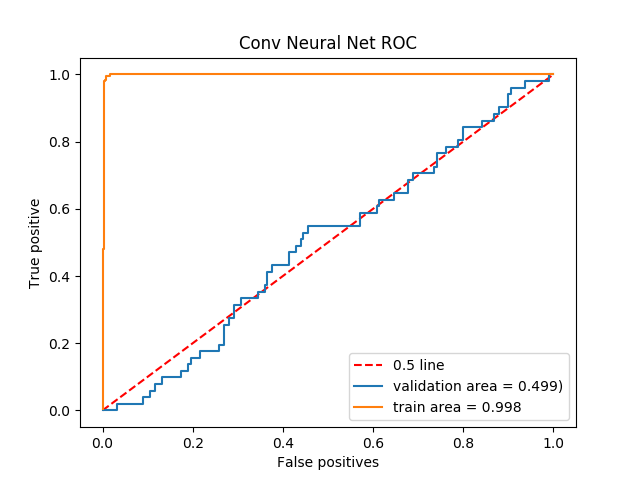 Conv Neural Net ROC
1.0
0.8
0.6
0.4
0.2
0.0
True positive
0.0 0.2 0.4 0.6 0.8 1.0
False positives
0.5 line
validation area = 0.499)
train area = 0.998